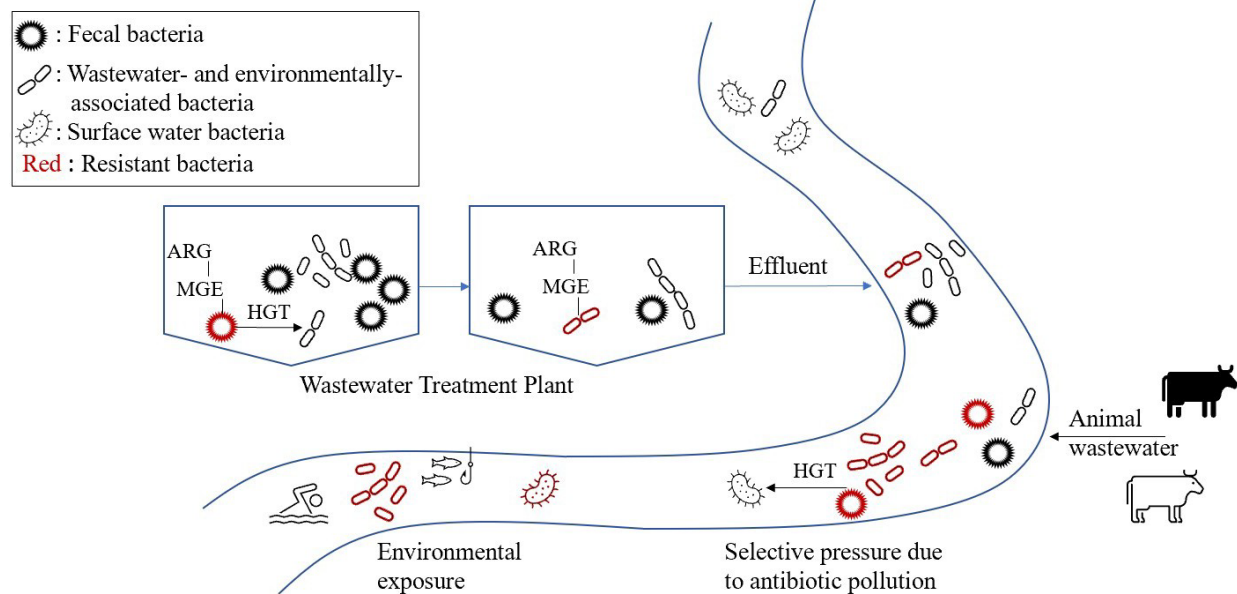 : Fecal bacteria
: Wastewater- and environmentally-
associated bacteria
: Surface water bacteria
Red : Resistant bacteria
ARG
MGE
HGT
ARG
MGE
Effluent
Wastewater Treatment Plant
Animal
wastewater
HGT
Environmental
exposure
Selective pressure due
to antibiotic pollution